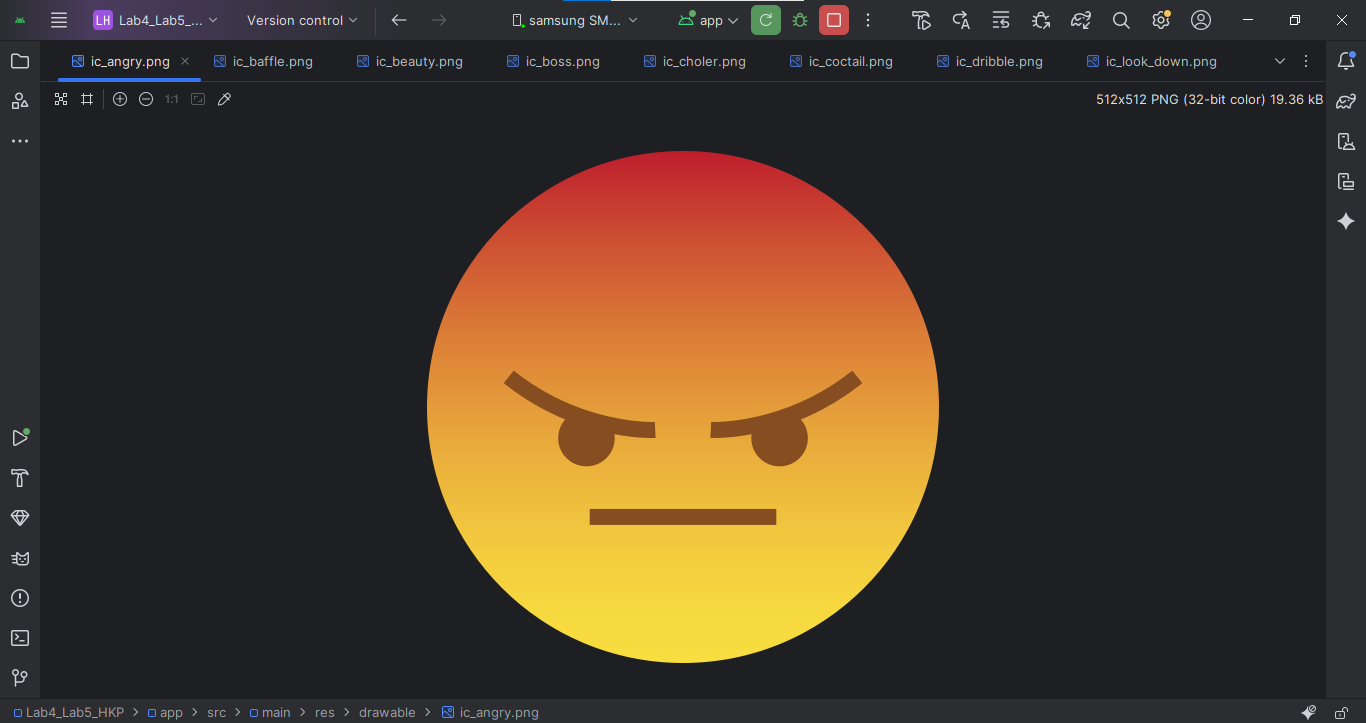 LH Lab4_Lab5_... Version control samsung SM... app
ic_angry.png ic_baffle.png ic_beauty.png ic_boss.png ic_choler.png ic_coctail.png ic_dribble.png ic_look_down.png
1:1 512x512 PNG (32-bit color) 19.36 kB
Lab4_Lab5_HKP app src main res drawable ic_angry.png